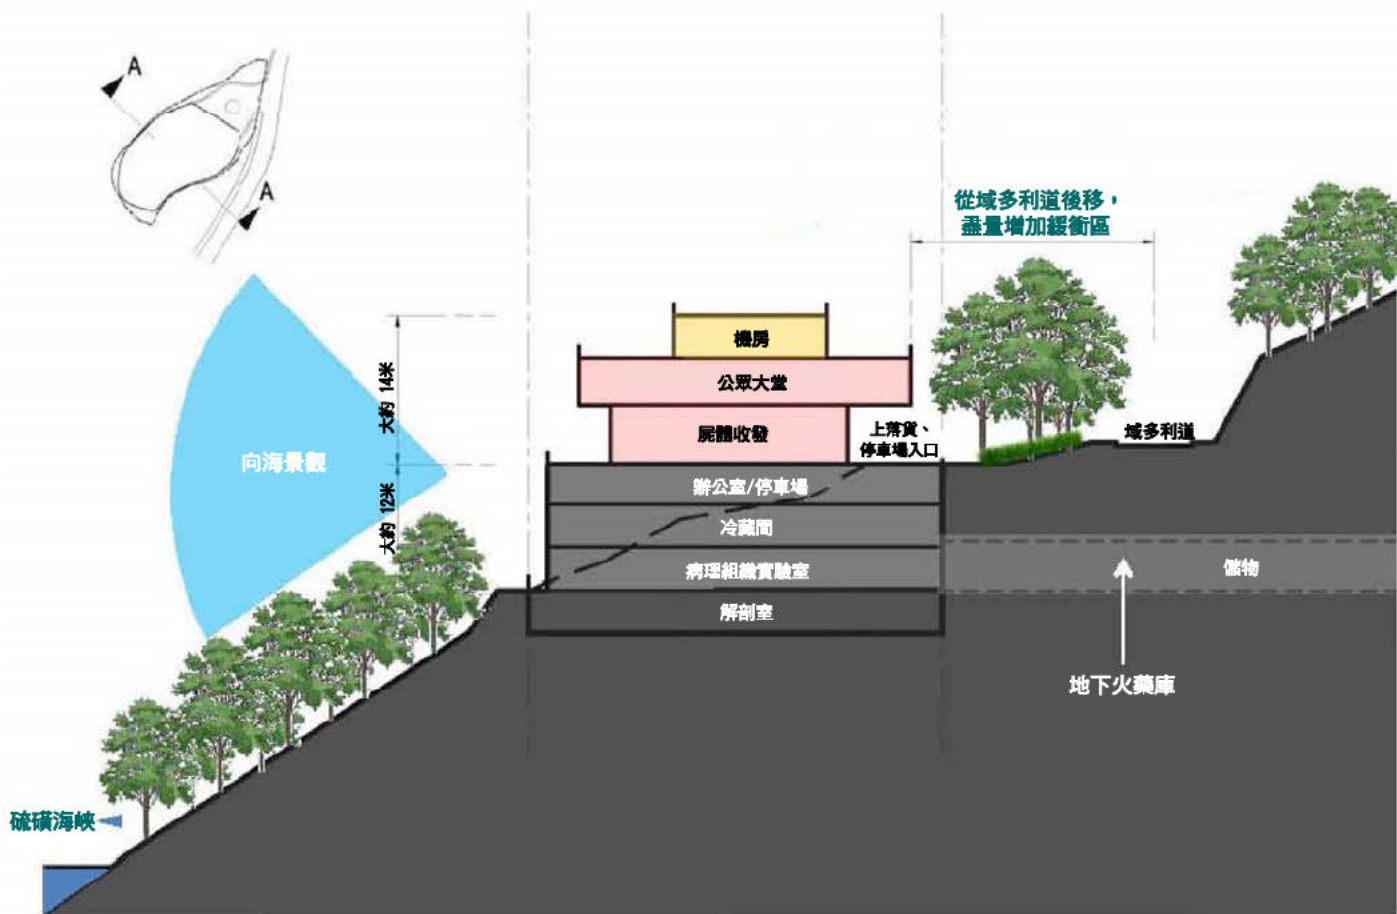 A
A
從域多利道後移，
盡量增加緩衝區
機房
公眾大堂
屍體收發
上落貨、
停車場入口
域多利道
大約 14米
向海景觀
大約 12米
辦公室/停車場
冷藏間
病理組織實驗室
儲物
解剖室
地下火藥庫
硫磺海峽